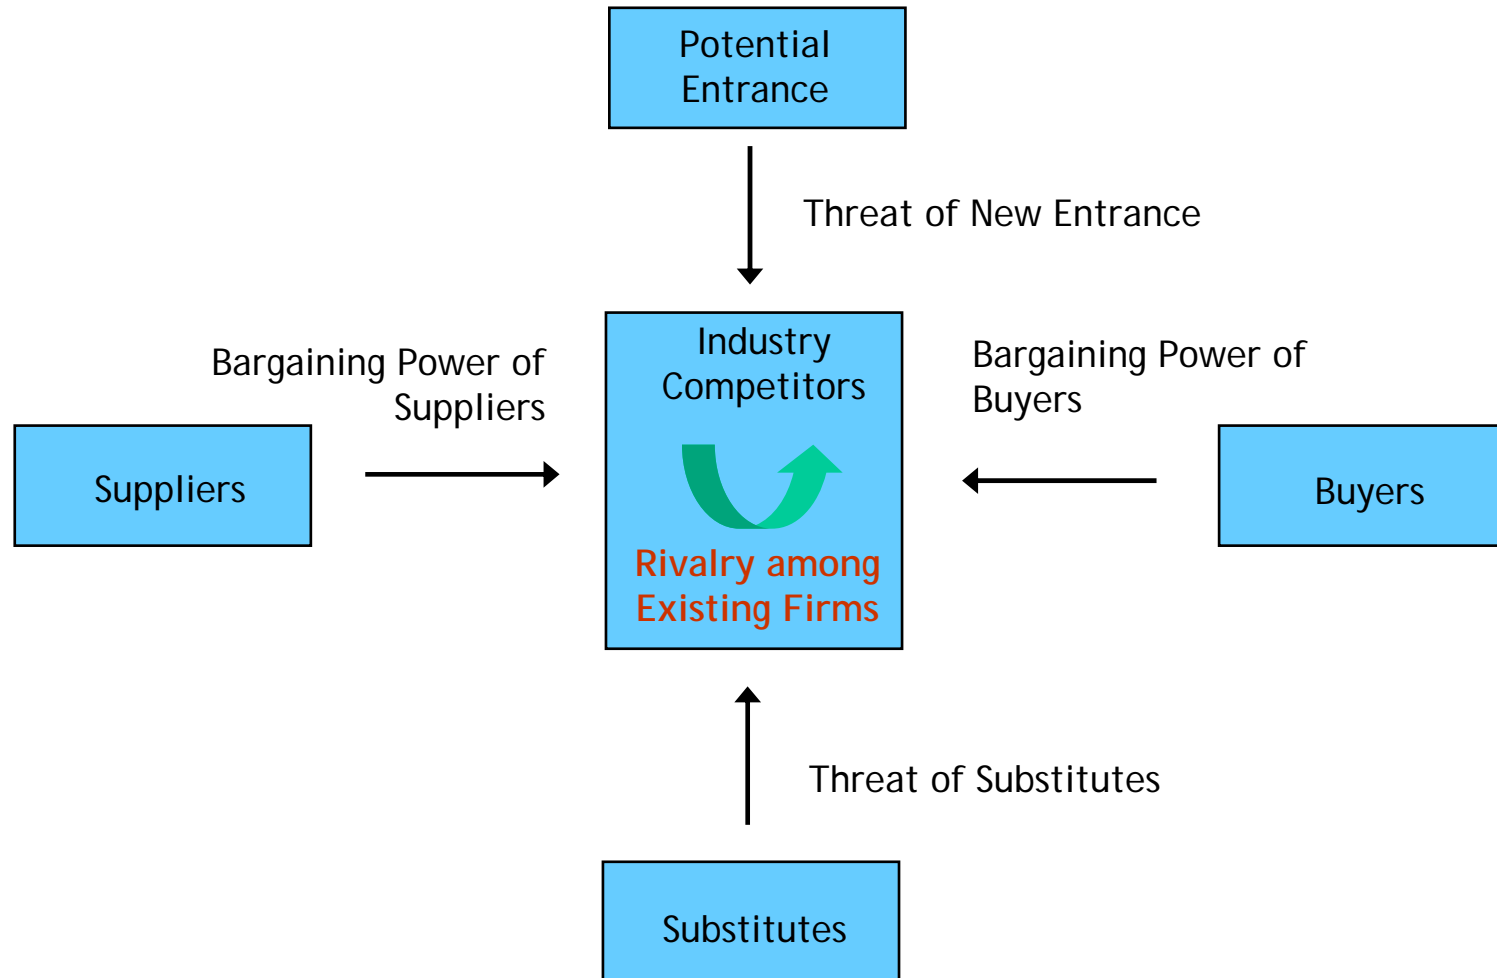 Potential
Entrance
Threat of New Entrance
Bargaining Power of
Suppliers
Industry
Competitors
Bargaining Power of
Buyers
Suppliers
Buyers
Rivalry among
Existing Firms
Threat of Substitutes
Substitutes